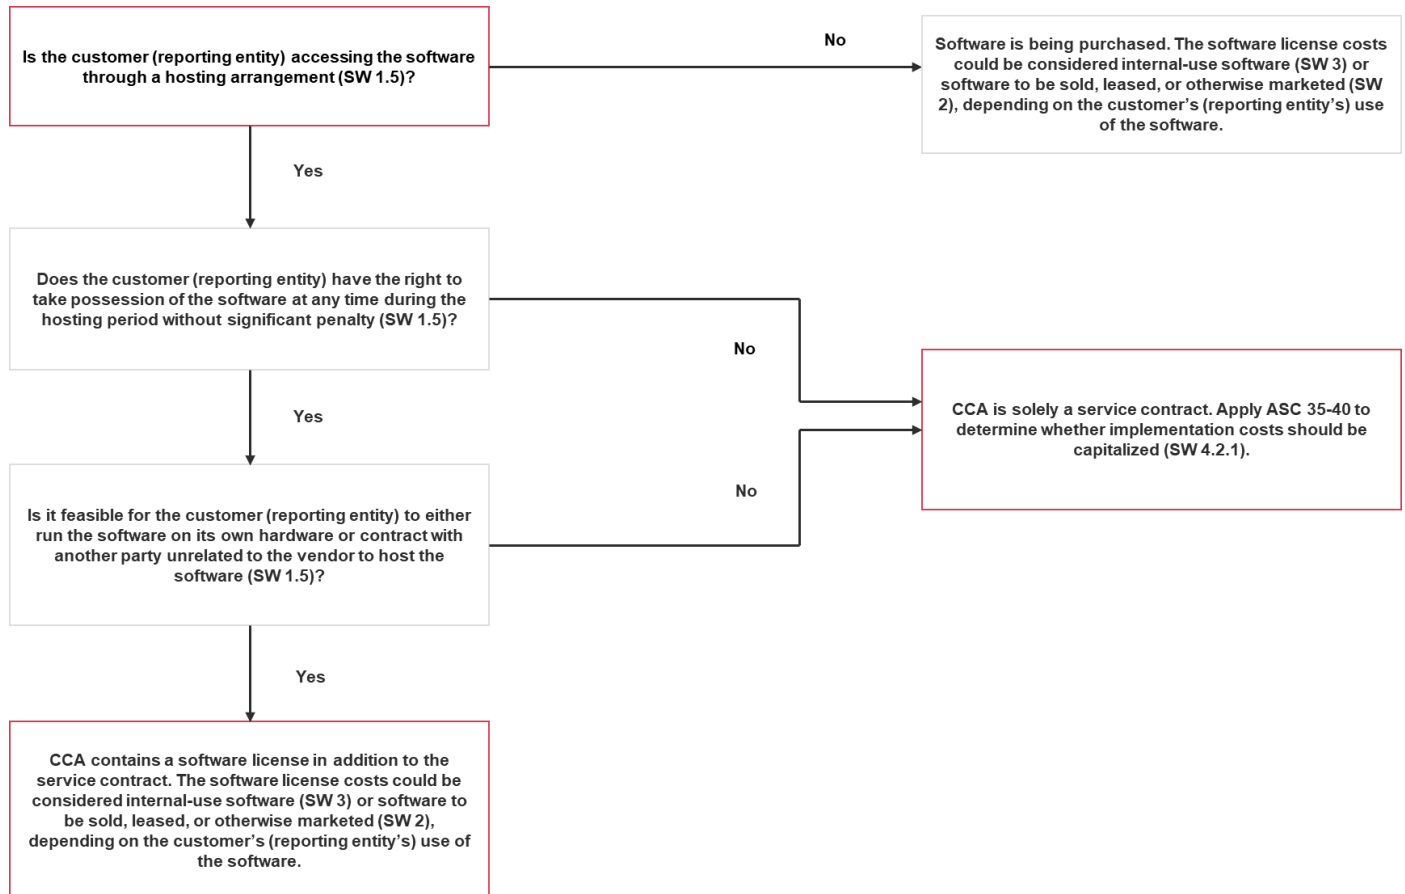 Is the customer (reporting entity) accessing the software
through a hosting arrangement (SW 1.5)?
No
Software is being purchased. The software license costs
could be considered internal-use software (SW 3) or
software to be sold, leased, or otherwise marketed (SW
2), depending on the customer's (reporting entity's) use
of the software.
Yes
Does the customer (reporting entity) have the right to
take possession of the software at any time during the
hosting period without significant penalty (SW 1.5)?
No
CCA is solely a service contract. Apply ASC 35-40 to
determine whether implementation costs should be
capitalized (SW 4.2.1).
Yes
No
Is it feasible for the customer (reporting entity) to either
run the software on its own hardware or contract with
another party unrelated to the vendor to host the
software (SW 1.5)?
Yes
CCA contains a software license in addition to the
service contract. The software license costs could be
considered internal-use software (SW 3) or software to
be sold, leased, or otherwise marketed (SW 2),
depending on the customer's (reporting entity's) use of
the software.